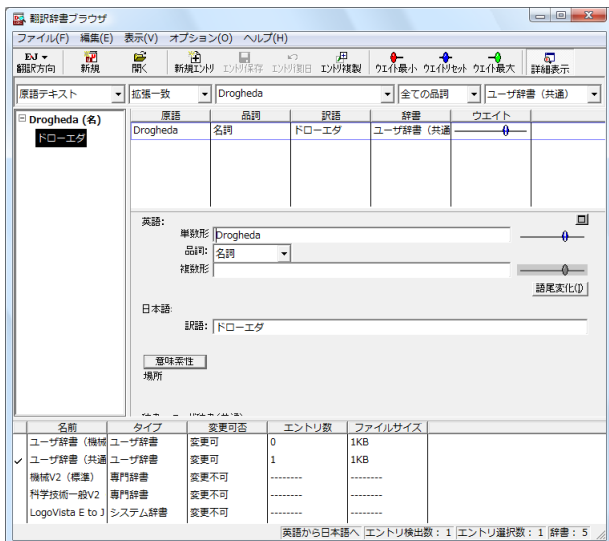 翻訳辞書ブラウザ
ファイル(F) 編集(E) 表示(V) オプション(O) ヘルプ(H)
EJ
翻訳方向 新規 開く 新規エントリ エントリ保存 エントリ復旧 エントリ複製 ウエイト最小 ウエイトリセット ウエイト最大 詳細表示
原語テキスト 拡張一致 Drogheda 全ての品詞 ユーザ辞書（共通）
Drogheda (名)
ドローエダ
原語 品詞 訳語 辞書 ウエイト
Drogheda 名詞 ドローエダ ユーザ辞書（共通
英語:
単数形 Drogheda
品詞: 名詞
複数形
語尾変化(I)
日本語:
訳語: ドローエダ
意味素性
場所
名前 タイプ 変更可否 エントリ数 ファイルサイズ
ユーザ辞書（機械 ユーザ辞書 変更可 0 1KB
✓ ユーザ辞書（共通 ユーザ辞書 変更可 1 1KB
機械V2（標準） 専門辞書 変更不可 -------- --------
科学技術一般V2 専門辞書 変更不可 -------- --------
LogoVista E to J システム辞書 変更不可 -------- --------
英語から日本語へ エントリ検出数: 1 エントリ選択数: 1 辞書: 5